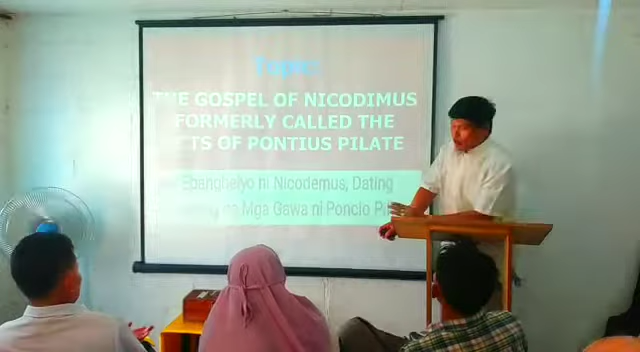 Topic:
THE GOSPEL OF NICODIMUS
FORMERLY CALLED THE
TS OF PONTIUS PILATE
Ebanghelyo ni Nicodemus, Dating
na Mga Gawa ni Poncio